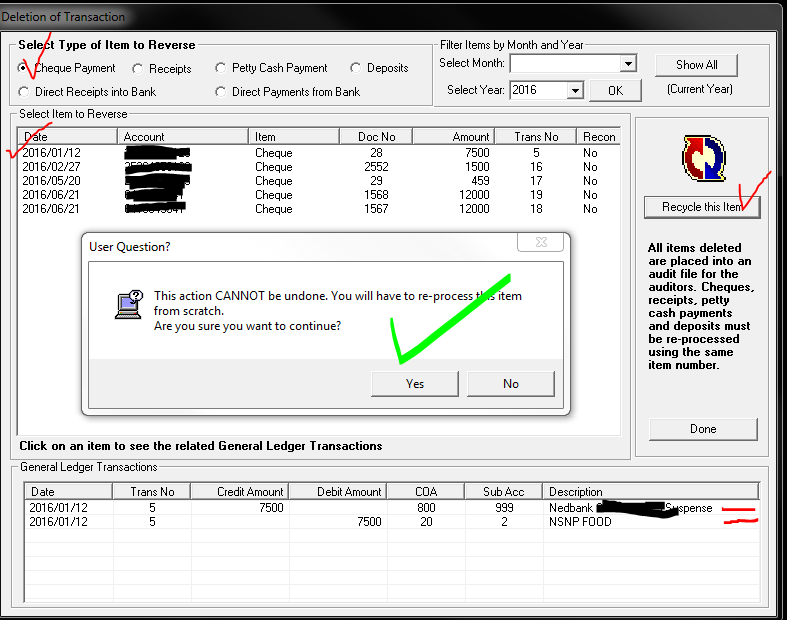 Deletion of Transaction
Select Type of Item to Reverse
Cheque Payment Receipts Petty Cash Payment Deposits
Direct Receipts into Bank Direct Payments from Bank
Filter Items by Month and Year
Select Month: Show All
Select Year: 2016 OK (Current Year)
Select Item to Reverse
Date Account Item Doc No Amount Trans No Recon
2016/01/12 Cheque 28 7500 5 No
2016/02/27 Cheque 2552 1500 16 No
2016/05/20 Cheque 29 459 17 No
2016/06/21 Cheque 1568 12000 19 No
2016/06/21 Cheque 1567 12000 18 No
Recycle this Item
All items deleted
are placed into an
audit file for the
auditors. Cheques,
receipts, petty
cash payments
and deposits must
be re-processed
using the same
item number.
Done
User Question?
This action CANNOT be undone. You will have to re-process this item
from scratch.
Are you sure you want to continue?
Yes No
Click on an item to see the related General Ledger Transactions
General Ledger Transactions
Date Trans No Credit Amount Debit Amount COA Sub Acc Description
2016/01/12 5 7500 800 999 Nedbank Suspense
2016/01/12 5 7500 20 2 NSNP FOOD